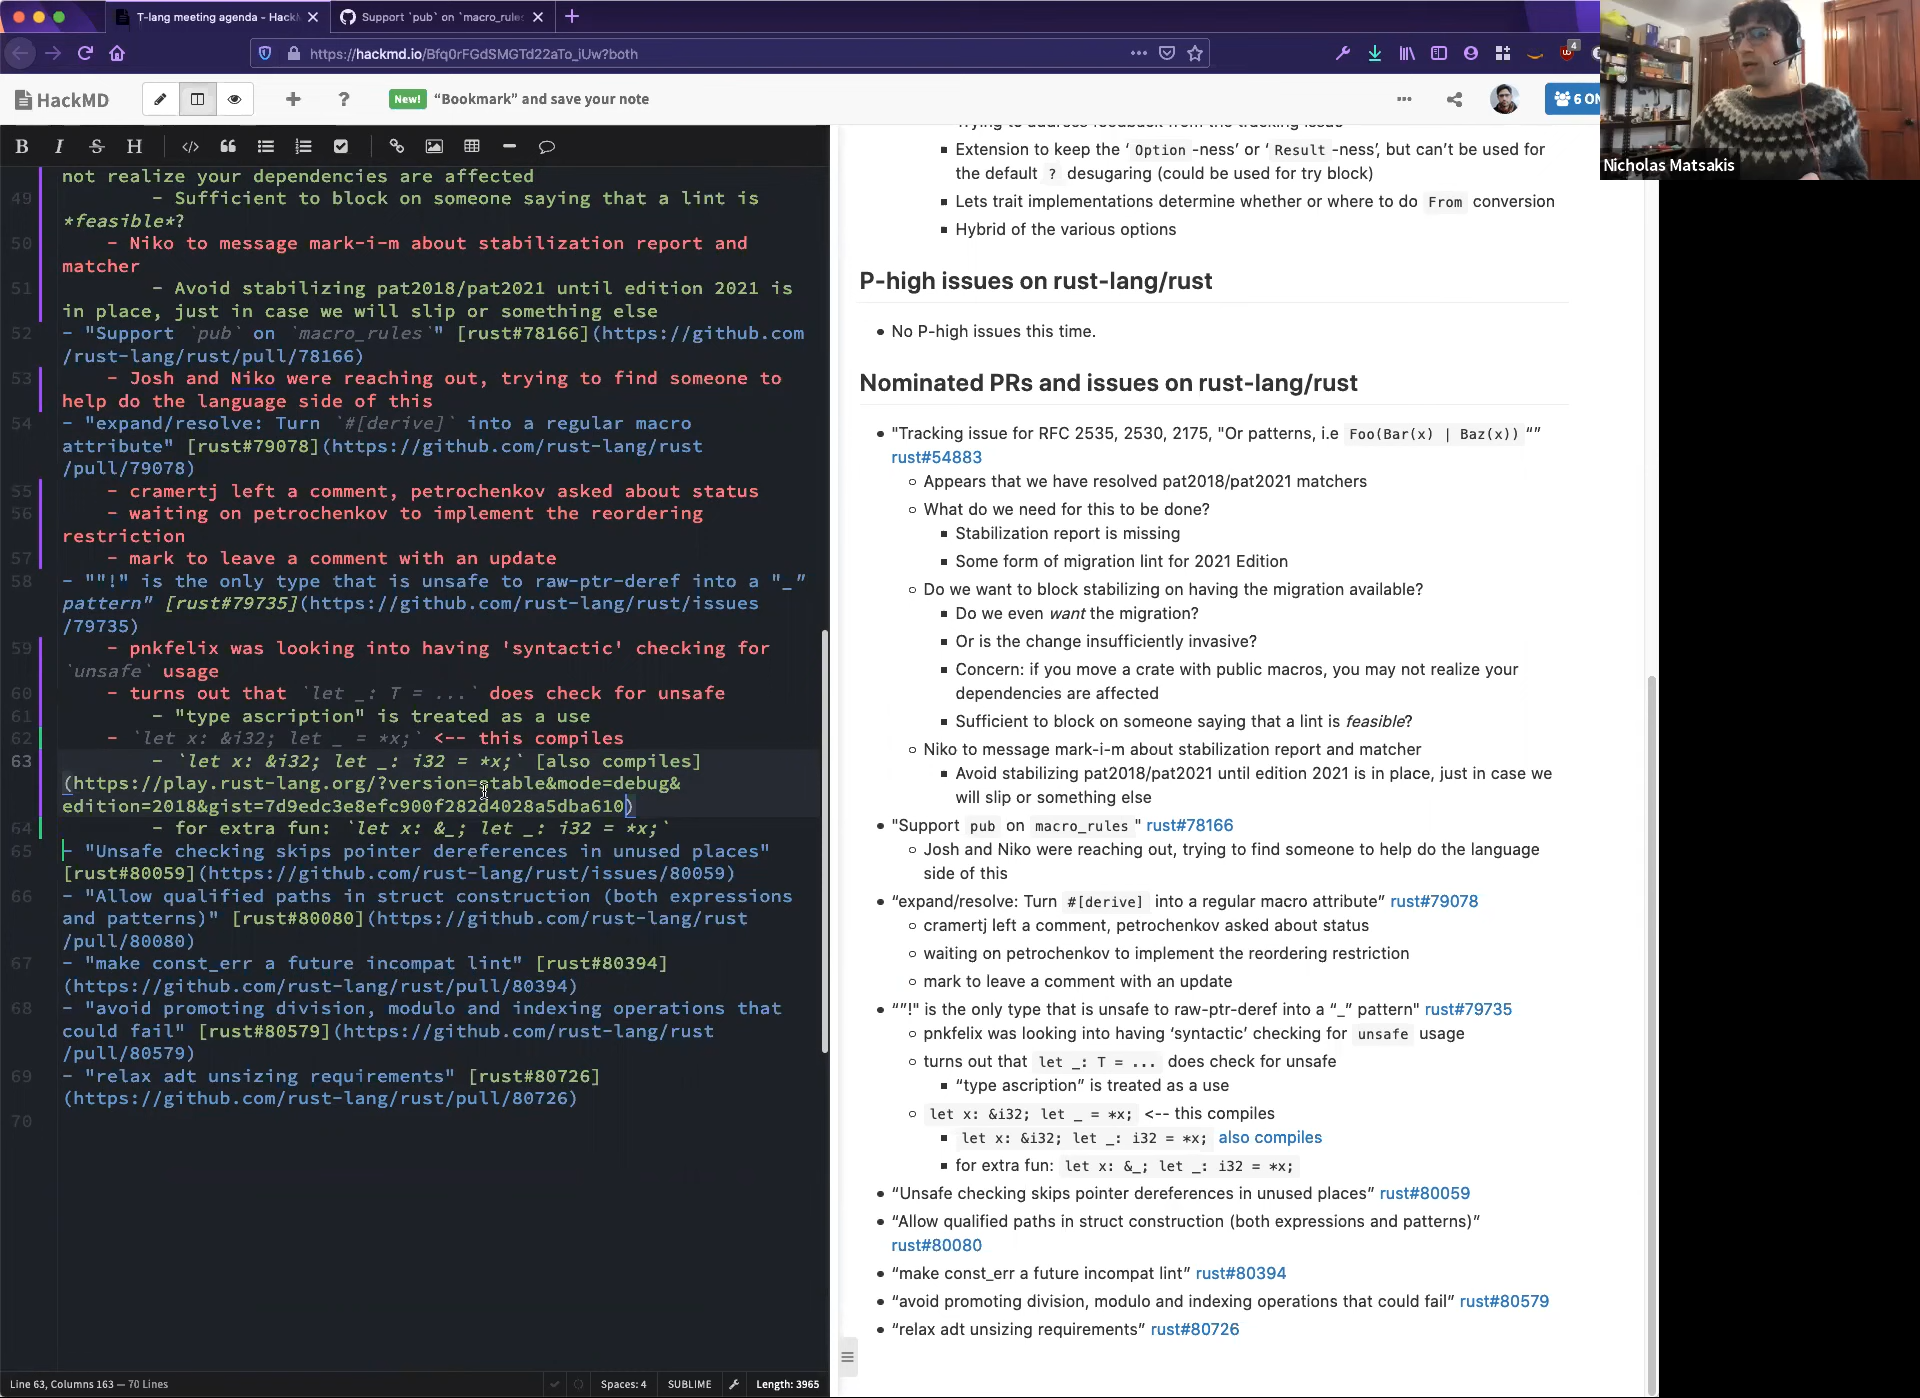 T-lang meeting agenda - HackM
Support `pub` on `macro_rules
https://hackmd.io/Bfq0rFGdSMGTd22aTo_iUw?both
4
HackMD
New! “Bookmark” and save your note
6 ON
Nicholas Matsakis
B I S H
not realize your dependencies are affected
49 - Sufficient to block on someone saying that a lint is
*feasible*?
50 - Niko to message mark-i-m about stabilization report and
matcher
51 - Avoid stabilizing pat2018/pat2021 until edition 2021 is
in place, just in case we will slip or something else
52 - "Support `pub` on `macro_rules`" [rust#78166](https://github.com
/rust-lang/rust/pull/78166)
53 - Josh and Niko were reaching out, trying to find someone to
help do the language side of this
54 - "expand/resolve: Turn `#[derive]` into a regular macro
attribute" [rust#79078](https://github.com/rust-lang/rust
/pull/79078)
55 - cramertj left a comment, petrochenkov asked about status
56 - waiting on petrochenkov to implement the reordering
restriction
57 - mark to leave a comment with an update
58 - ""!" is the only type that is unsafe to raw-ptr-deref into a "_"
pattern" [rust#79735](https://github.com/rust-lang/rust/issues
/79735)
59 - pnkfelix was looking into having 'syntactic' checking for
`unsafe` usage
60 - turns out that `let _: T = ...` does check for unsafe
61 - "type ascription" is treated as a use
62 - `let x: &i32; let _ = *x;` <-- this compiles
63 - `let x: &i32; let _: i32 = *x;` [also compiles]
(https://play.rust-lang.org/?version=stable&mode=debug&
edition=2018&gist=7d9edc3e8efc900f282d4028a5dba610)
64 - for extra fun: `let x: &_; let _: i32 = *x;`
65 - "Unsafe checking skips pointer dereferences in unused places"
[rust#80059](https://github.com/rust-lang/rust/issues/80059)
66 - "Allow qualified paths in struct construction (both expressions
and patterns)" [rust#80080](https://github.com/rust-lang/rust
/pull/80080)
67 - "make const_err a future incompat lint" [rust#80394]
(https://github.com/rust-lang/rust/pull/80394)
68 - "avoid promoting division, modulo and indexing operations that
could fail" [rust#80579](https://github.com/rust-lang/rust
/pull/80579)
69 - "relax adt unsizing requirements" [rust#80726]
(https://github.com/rust-lang/rust/pull/80726)
70
Line 63, Columns 163 — 70 Lines
Spaces: 4 SUBLIME Length: 3965
Trying to address feedback from the tracking issue
Extension to keep the ‘ Option -ness’ or ‘ Result -ness’, but can’t be used for
the default ? desugaring (could be used for try block)
Lets trait implementations determine whether or where to do From conversion
Hybrid of the various options
P-high issues on rust-lang/rust
No P-high issues this time.
Nominated PRs and issues on rust-lang/rust
"Tracking issue for RFC 2535, 2530, 2175, "Or patterns, i.e Foo(Bar(x) | Baz(x)) “”
rust#54883
Appears that we have resolved pat2018/pat2021 matchers
What do we need for this to be done?
Stabilization report is missing
Some form of migration lint for 2021 Edition
Do we want to block stabilizing on having the migration available?
Do we even want the migration?
Or is the change insufficiently invasive?
Concern: if you move a crate with public macros, you may not realize your
dependencies are affected
Sufficient to block on someone saying that a lint is feasible?
Niko to message mark-i-m about stabilization report and matcher
Avoid stabilizing pat2018/pat2021 until edition 2021 is in place, just in case we
will slip or something else
"Support pub on macro_rules " rust#78166
Josh and Niko were reaching out, trying to find someone to help do the language
side of this
“expand/resolve: Turn #[derive] into a regular macro attribute” rust#79078
cramertj left a comment, petrochenkov asked about status
waiting on petrochenkov to implement the reordering restriction
mark to leave a comment with an update
“”!" is the only type that is unsafe to raw-ptr-deref into a “_” pattern" rust#79735
pnkfelix was looking into having ‘syntactic’ checking for unsafe usage
turns out that let _: T = ... does check for unsafe
“type ascription” is treated as a use
let x: &i32; let _ = *x; <-- this compiles
let x: &i32; let _: i32 = *x; also compiles
for extra fun: let x: &_; let _: i32 = *x;
“Unsafe checking skips pointer dereferences in unused places” rust#80059
“Allow qualified paths in struct construction (both expressions and patterns)”
rust#80080
“make const_err a future incompat lint” rust#80394
“avoid promoting division, modulo and indexing operations that could fail” rust#80579
“relax adt unsizing requirements” rust#80726